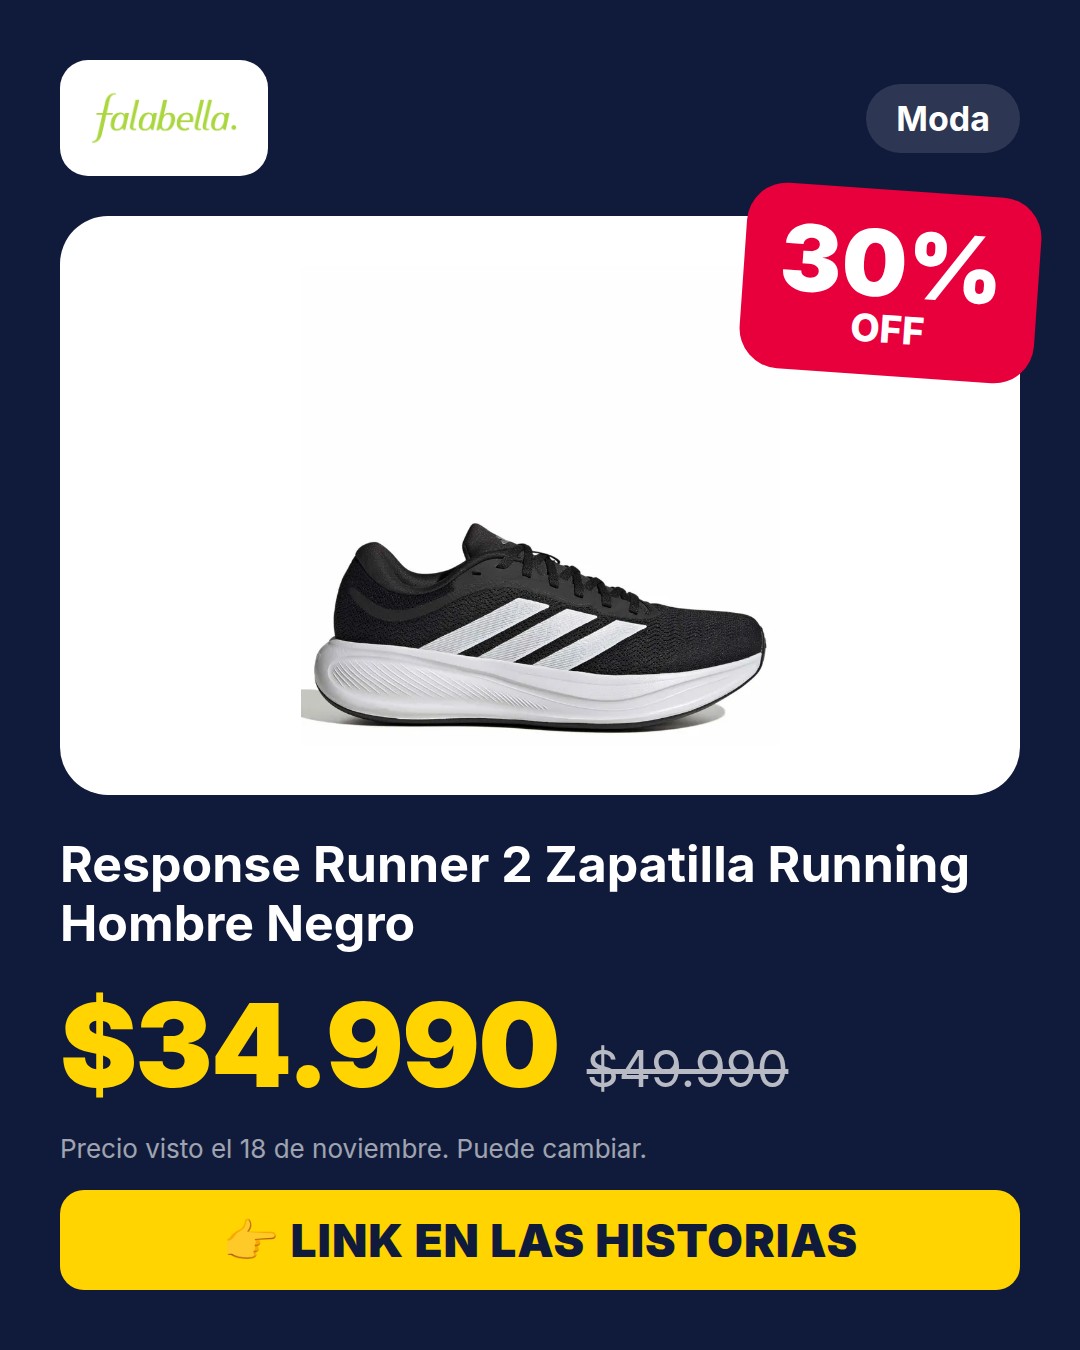 falabella.
Moda
30%
OFF
Response Runner 2 Zapatilla Running
Hombre Negro
$34.990 $49.990
Precio visto el 18 de noviembre. Puede cambiar.
👉 LINK EN LAS HISTORIAS